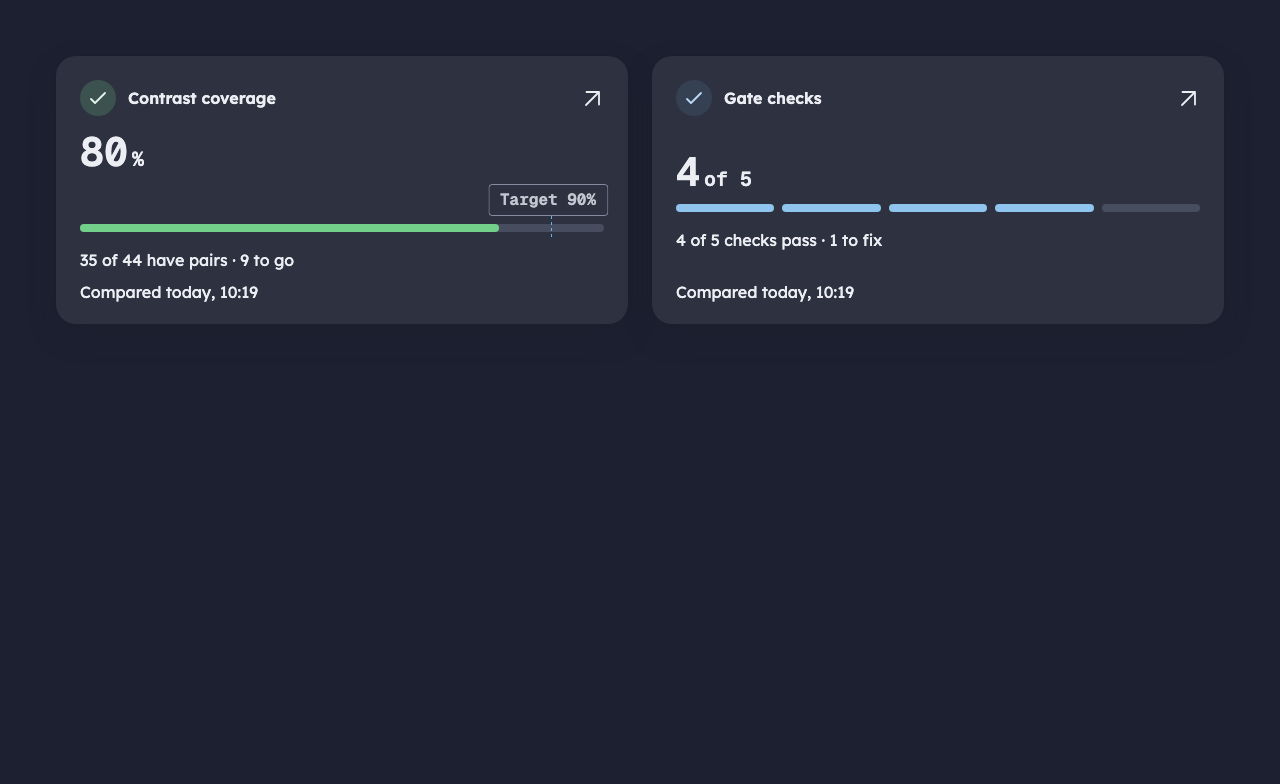 Contrast coverage
80%
Target 90%
35 of 44 have pairs · 9 to go
Compared today, 10:19
Gate checks
4 of 5
4 of 5 checks pass · 1 to fix
Compared today, 10:19